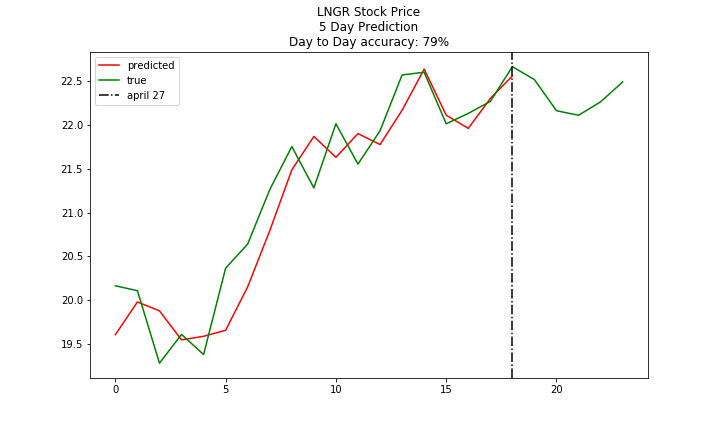 LNGR Stock Price
5 Day Prediction
Day to Day accuracy: 79%
predicted
true
april 27
22.5
22.0
21.5
21.0
20.5
20.0
19.5
0 5 10 15 20